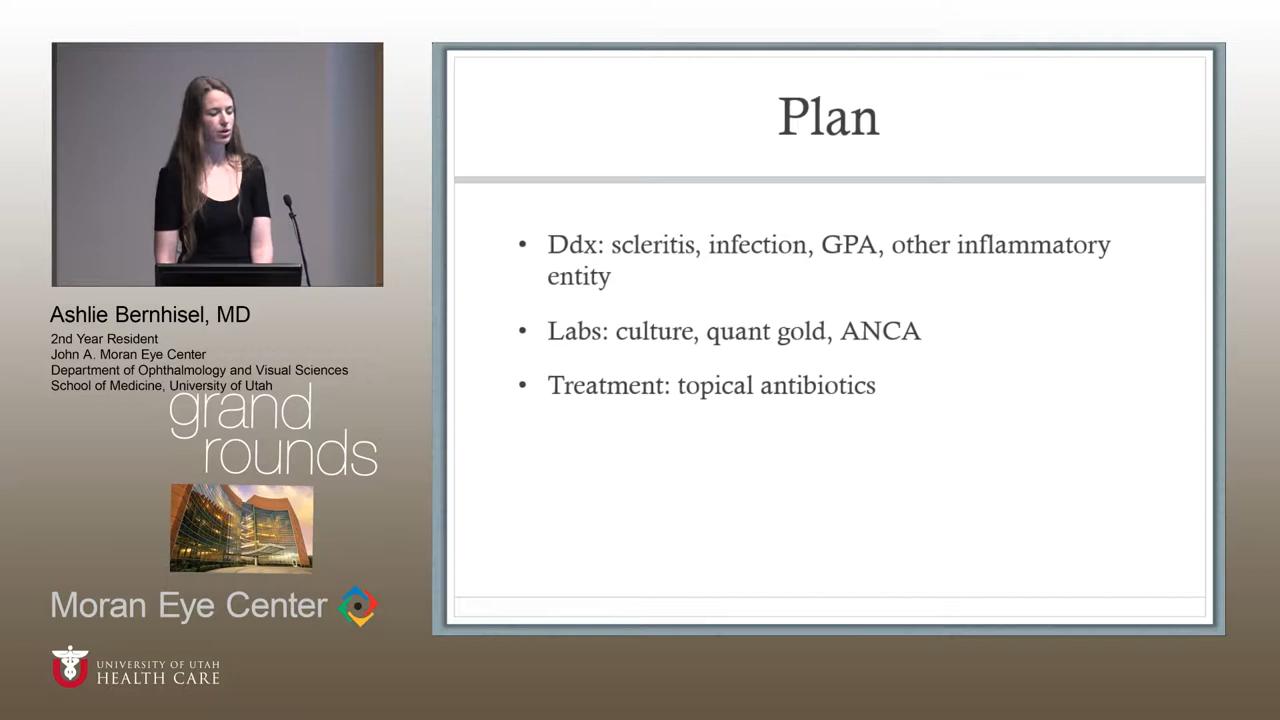 Plan
• Ddx: scleritis, infection, GPA, other inflammatory
entity
• Labs: culture, quant gold, ANCA
• Treatment: topical antibiotics
Ashlie Bernhisel, MD
2nd Year Resident
John A. Moran Eye Center
Department of Ophthalmology and Visual Sciences
School of Medicine, University of Utah
grand
rounds
Moran Eye Center
U
UNIVERSITY OF UTAH
HEALTH CARE